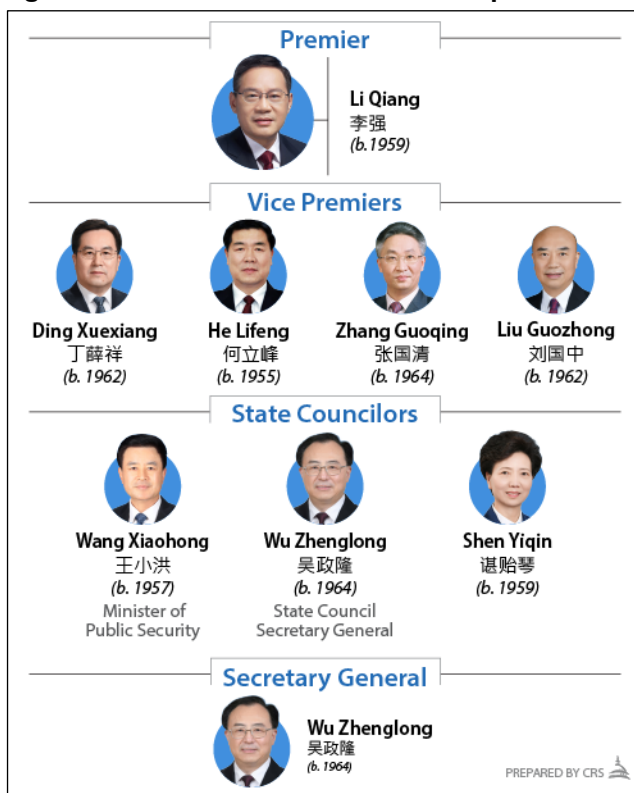 Premier
Li Qiang
李强
(b.1959)
Vice Premiers
Ding Xuexiang
丁薛祥
(b. 1962)
He Lifeng
何立峰
(b. 1955)
Zhang Guoqing
张国清
(b. 1964)
Liu Guozhong
刘国中
(b. 1962)
State Councilors
Wang Xiaohong
王小洪
(b. 1957)
Minister of
Public Security
Wu Zhenglong
吴政隆
(b. 1964)
State Council
Secretary General
Shen Yiqin
谌贻琴
(b. 1959)
Secretary General
Wu Zhenglong
吴政隆
(b. 1964)
PREPARED BY CRS